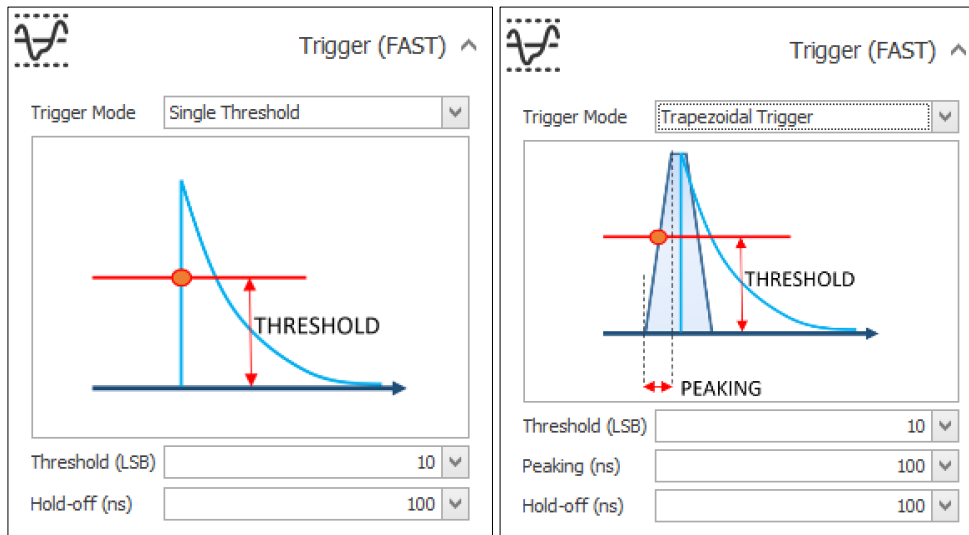 Trigger (FAST)
Trigger Mode Single Threshold
THRESHOLD
Threshold (LSB) 10
Hold-off (ns) 100
Trigger (FAST)
Trigger Mode Trapezoidal Trigger
THRESHOLD
PEAKING
Threshold (LSB) 10
Peaking (ns) 100
Hold-off (ns) 100